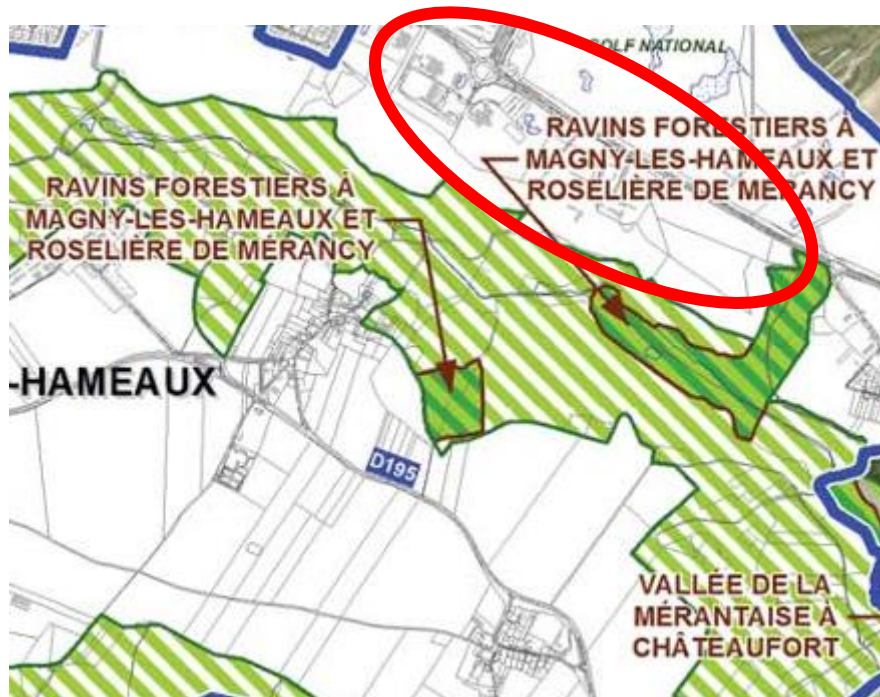 GOLF NATIONAL
RAVINS FORESTIERS À
MAGNY-LES-HAMEAUX ET
ROSELIÈRE DE MÉRANCY
RAVINS FORESTIERS À
MAGNY-LES-HAMEAUX ET
ROSELIÈRE DE MÉRANCY
-HAMEAUX
D195
VALLÉE DE LA
MÉRANTAISE À
CHÂTEAUFORT